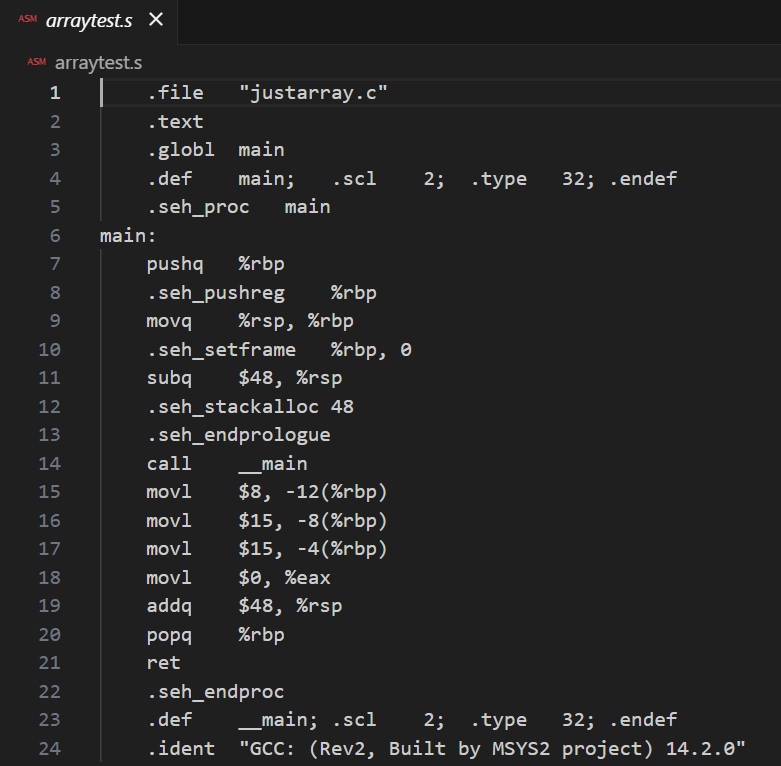 ASM arraytest.s ×
ASM arraytest.s
1 .file "justarray.c"
2 .text
3 .globl main
4 .def main; .scl 2; .type 32; .endef
5 .seh_proc main
6 main:
7 pushq %rbp
8 .seh_pushreg %rbp
9 movq %rsp, %rbp
10 .seh_setframe %rbp, 0
11 subq $48, %rsp
12 .seh_stackalloc 48
13 .seh_endprologue
14 call __main
15 movl $8, -12(%rbp)
16 movl $15, -8(%rbp)
17 movl $15, -4(%rbp)
18 movl $0, %eax
19 addq $48, %rsp
20 popq %rbp
21 ret
22 .seh_endproc
23 .def __main; .scl 2; .type 32; .endef
24 .ident "GCC: (Rev2, Built by MSYS2 project) 14.2.0"